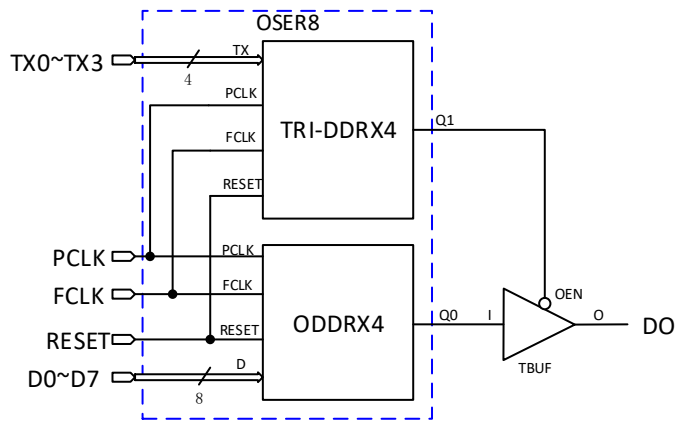 OSER8
TX0~TX3
4
TX
PCLK
FCLK
RESET
TRI-DDRX4
Q1
PCLK
FCLK
RESET
D0~D7
8
PCLK
FCLK
RESET
D
ODDRX4
Q0
I
OEN
O
DO
TBUF